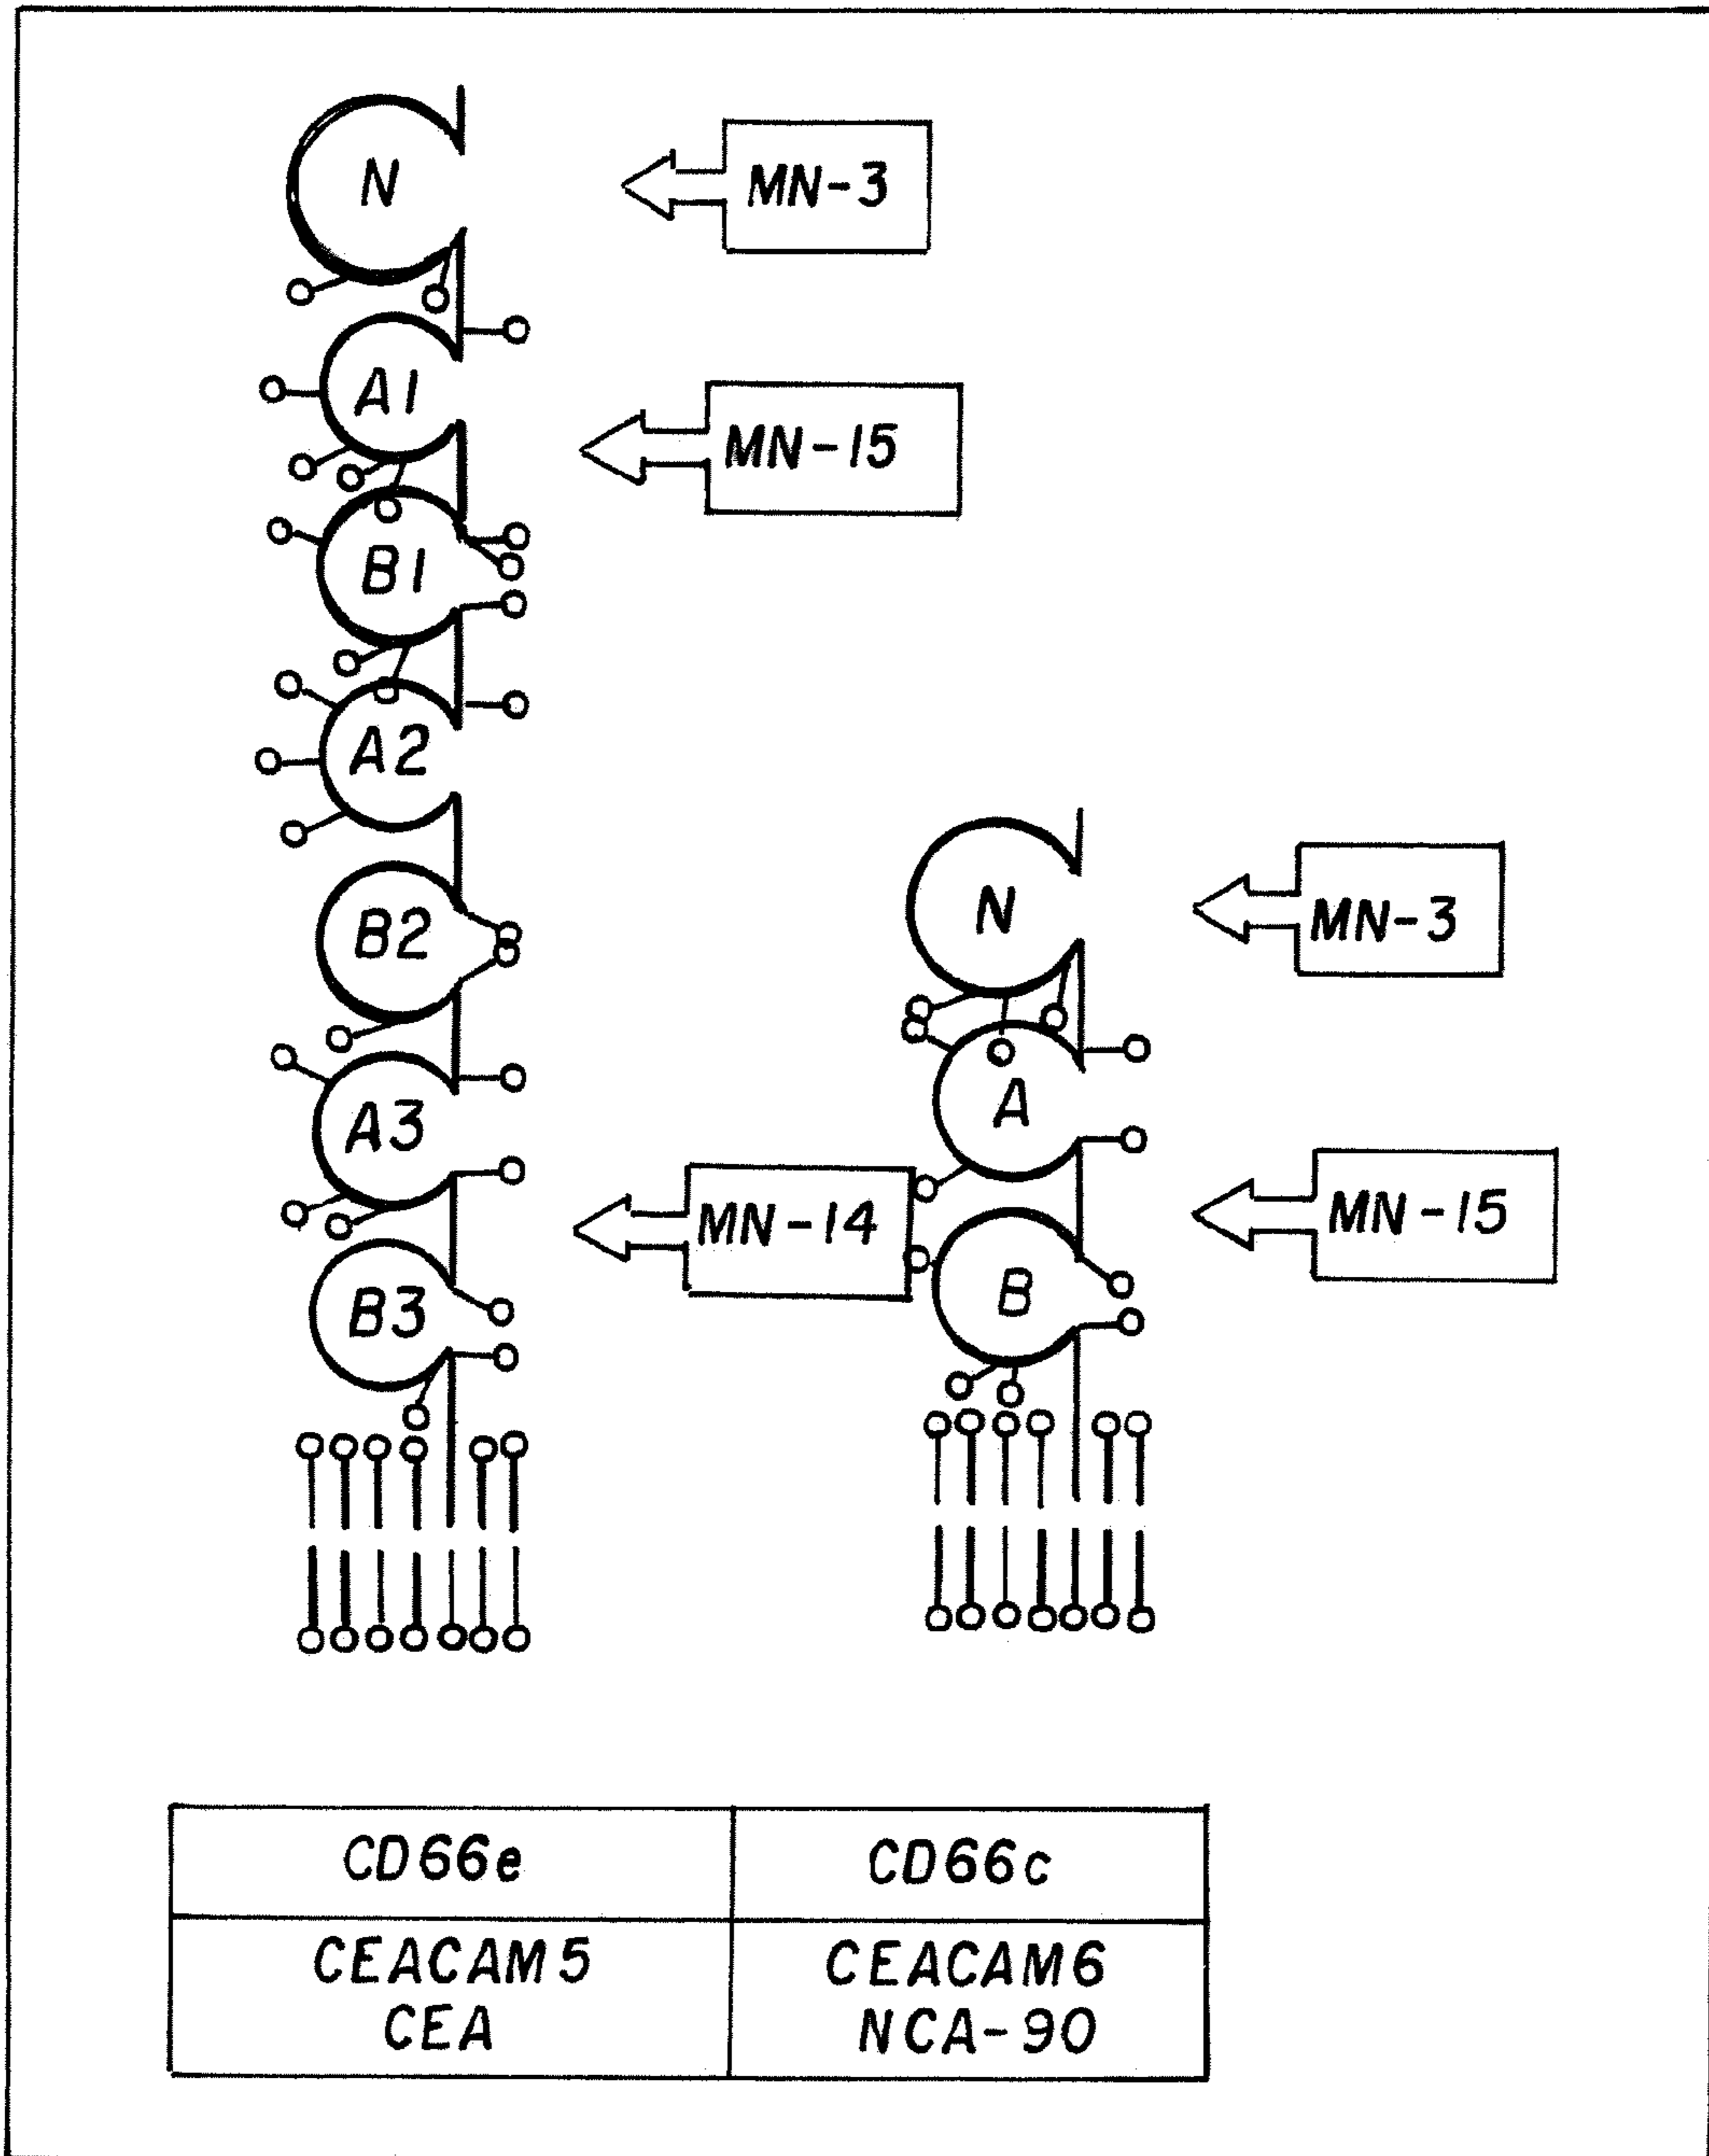 N
MN-3
A1
MN-15
B1
A2
B2
A3
MN-14
B3
N
MN-3
A
MN-15
B
CD66e
CD66c
CEACAM5
CEA
CEACAM6
NCA-90